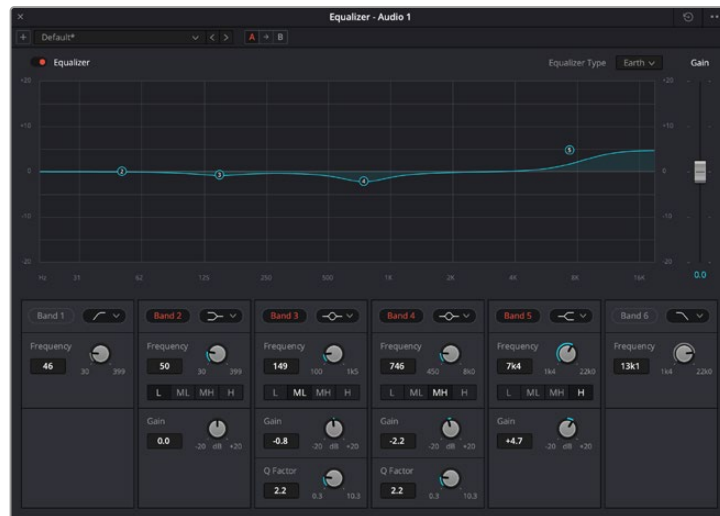 Equalizer - Audio 1
Default*
A B
Equalizer
Equalizer Type Earth Gain
+20 +20
+10 +10
0 0
-10 -10
-20 -20
2 3 4 5
Hz 31 62 125 250 500 1K 2K 4K 8K 16K
0.0
Band 1 Band 2 Band 3 Band 4 Band 5 Band 6
Frequency Frequency Frequency Frequency Frequency Frequency
46 30 399 50 30 399 149 100 1k5 746 450 8k0 7k4 1k4 22k0 13k1 1k4 22k0
L ML MH H L ML MH H L ML MH H L ML MH H
Gain Gain Gain Gain
0.0 -20 dB +20 -0.8 -20 dB +20 -2.2 -20 dB +20 +4.7 -20 dB +20
Q Factor Q Factor
2.2 0.3 10.3 2.2 0.3 10.3